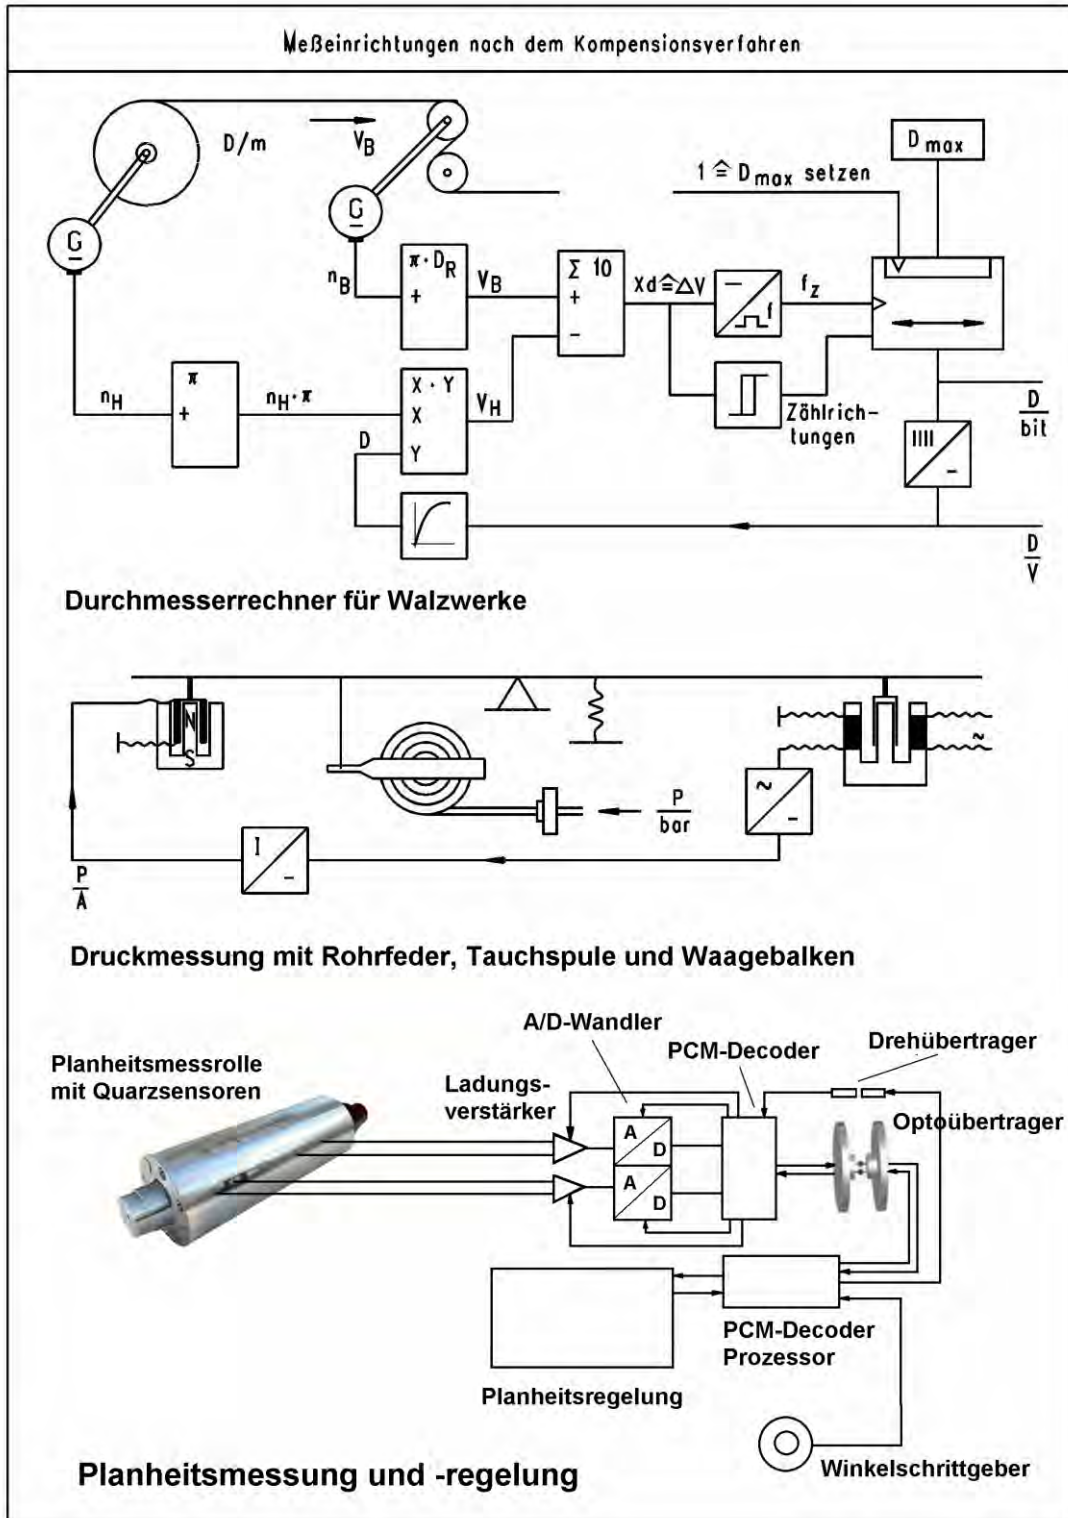 Meßeinrichtungen nach dem Kompensionsverfahren
D/m
V_B
G
G
n_B
π · D_R
+
V_B
Σ 10
+
−
Xd ≙ ΔV
−
f
f_Z
1 ≙ D_max setzen
D_max
n_H
π
+
n_H · π
X · Y
X
Y
V_H
D
Zählrich-
tungen
−
D/bit
D/V
Durchmesserrechner für Walzwerke
N
S
P/bar
~
~
−
I
−
P/A
Druckmessung mit Rohrfeder, Tauchspule und Waagebalken
A/D-Wandler
PCM-Decoder
Drehübertrager
Planheitsmessrolle
mit Quarzsensoren
Ladungs-
verstärker
Optoübertrager
A
D
A
D
PCM-Decoder
Prozessor
Planheitsregelung
Winkelschrittgeber
Planheitsmessung und -regelung